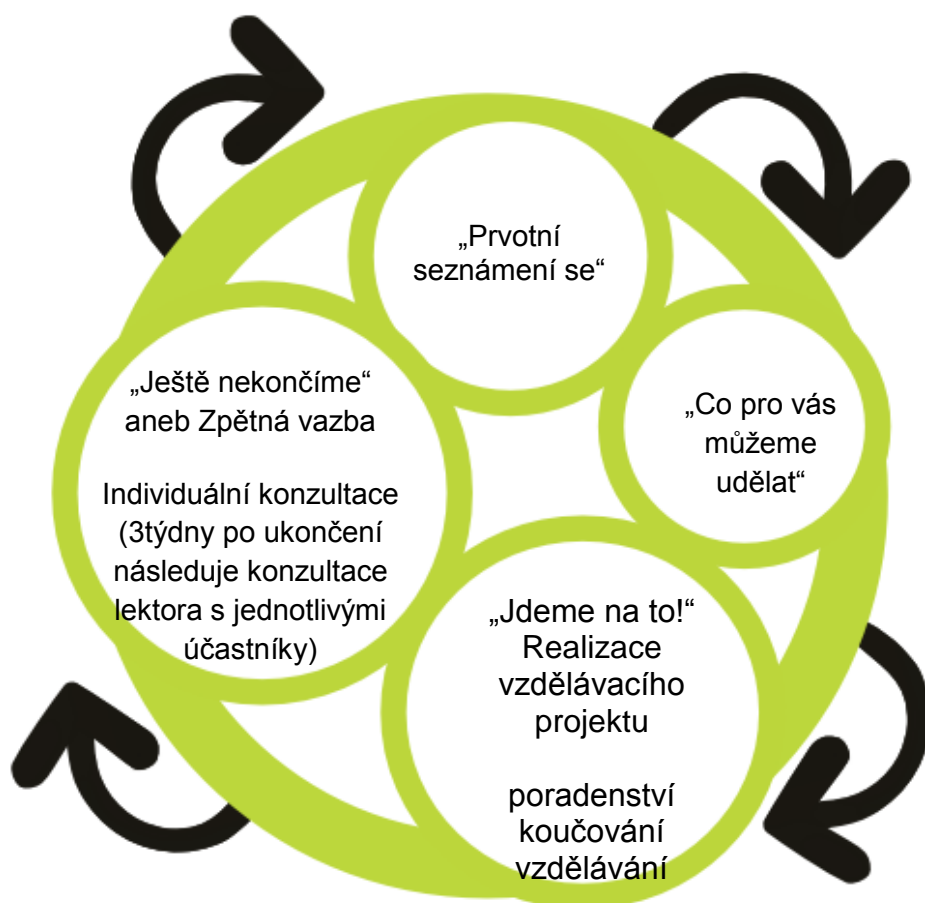 „Prvotní
seznámení se“
„Co pro vás
můžeme
udělat“
„Jdeme na to!“
Realizace
vzdělávacího
projektu
poradenství
koučování
vzdělávání
„Ještě nekončíme“
aneb Zpětná vazba
Individuální konzultace
(3týdny po ukončení
následuje konzultace
lektora s jednotlivými
účastníky)